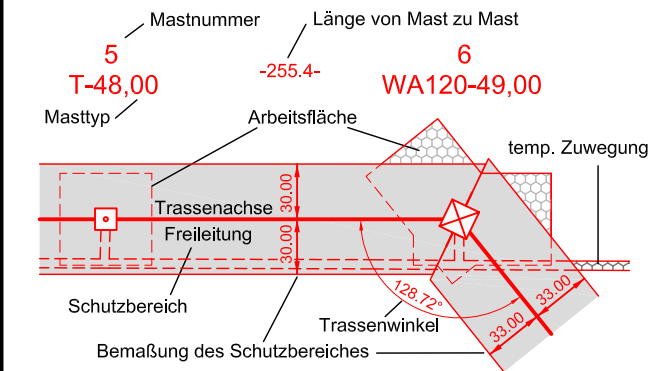 Mastnummer
Länge von Mast zu Mast
5
-255.4-
6
T-48,00
WA120-49,00
Masttyp
Arbeitsfläche
temp. Zuwegung
30.00
Trassenachse
Freileitung
30.00
Schutzbereich
128.72°
Trassenwinkel
33.00
33.00
Bemaßung des Schutzbereiches